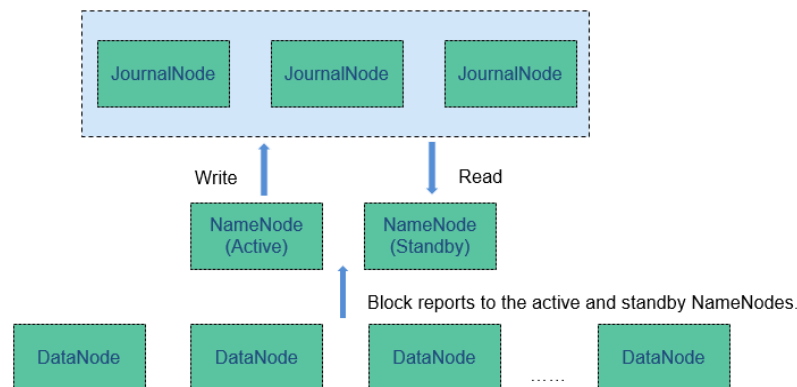 JournalNode
JournalNode
JournalNode
Write
Read
NameNode
(Active)
NameNode
(Standby)
Block reports to the active and standby NameNodes.
DataNode
DataNode
DataNode
......
DataNode